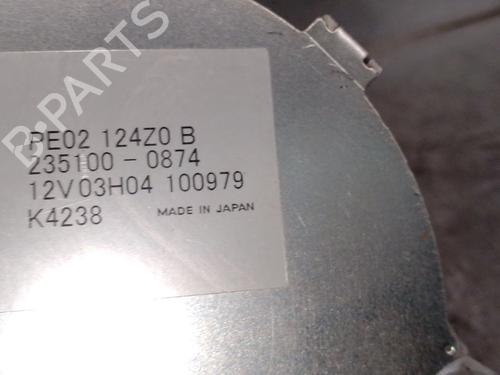 B-PARTS
PE02 124Z0 B
235100-0874
12V 03H04 100979
K4238 MADE IN JAPAN